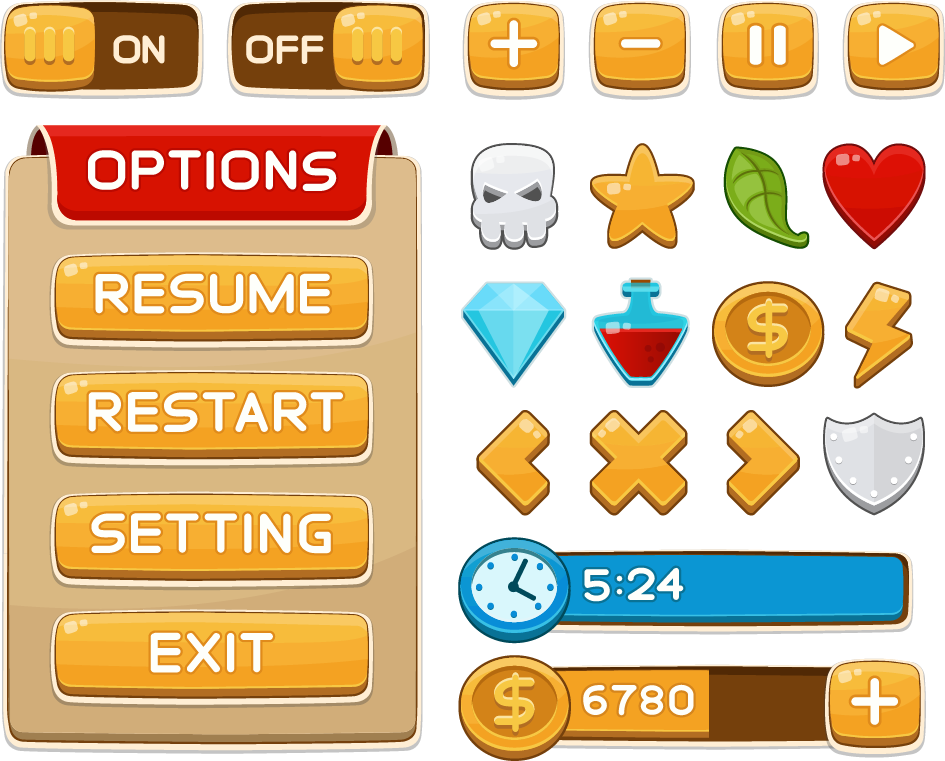 ON
OFF
OPTIONS
RESUME
RESTART
SETTING
EXIT
$
5:24
$
6780